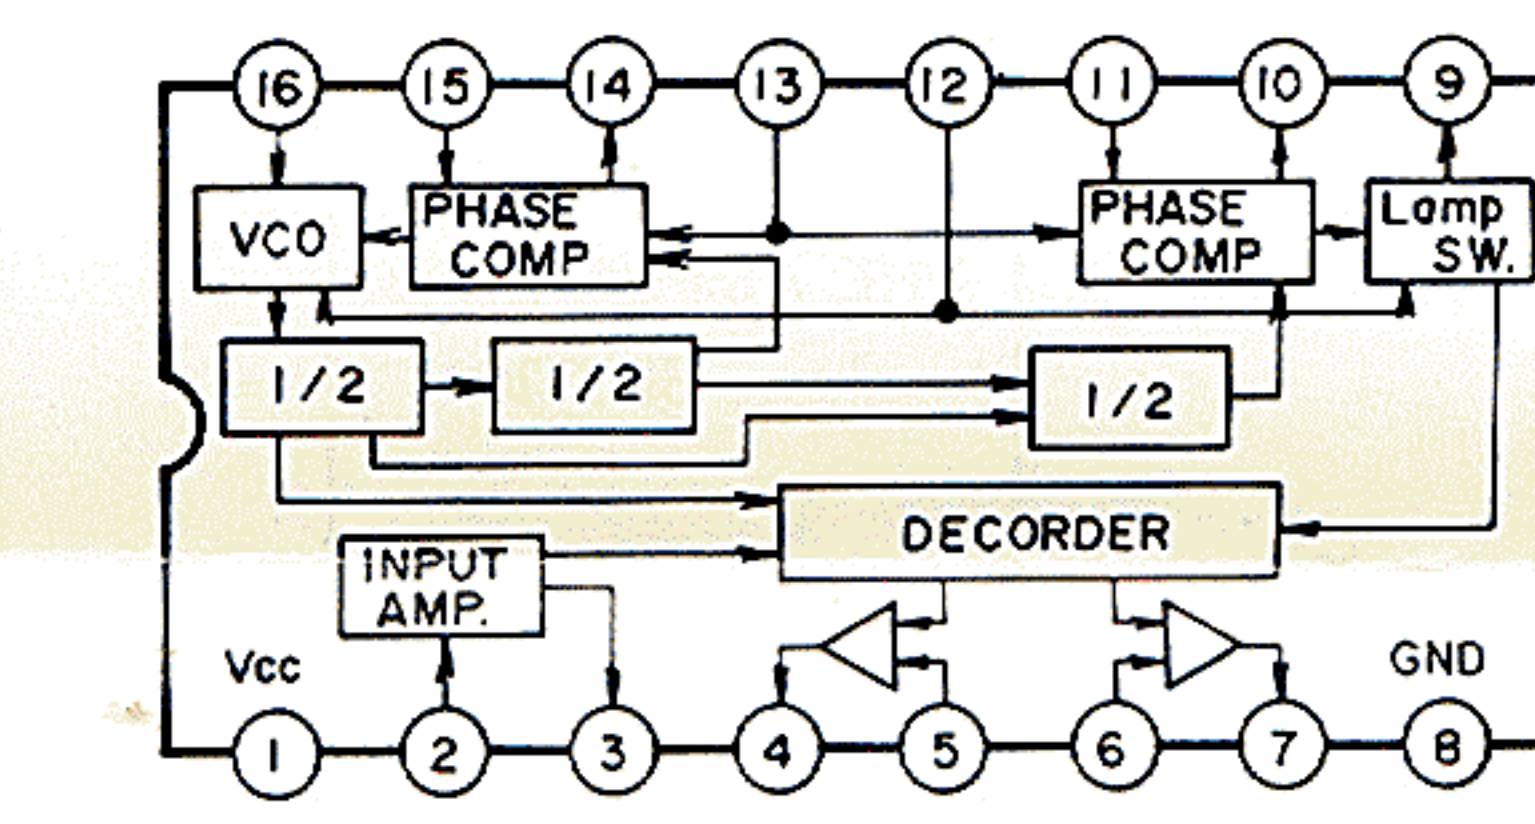 16 15 14 13 12 11 10 9
VCO
PHASE
COMP
PHASE
COMP
Lamp
SW.
1/2
1/2
1/2
DECORDER
INPUT
AMP.
Vcc
GND
1 2 3 4 5 6 7 8